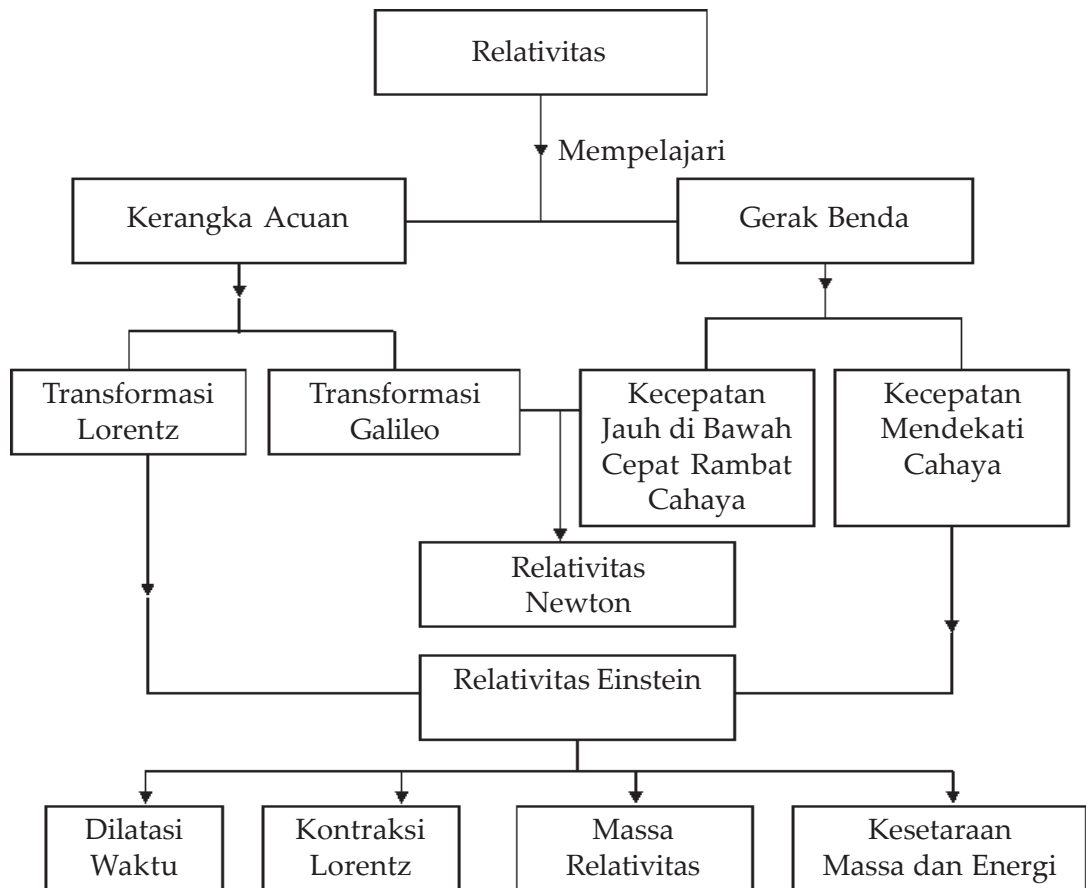 Relativitas
Mempelajari
Kerangka Acuan
Gerak Benda
Transformasi
Lorentz
Transformasi
Galileo
Kecepatan
Jauh di Bawah
Cepat Rambat
Cahaya
Kecepatan
Mendekati
Cahaya
Relativitas
Newton
Relativitas Einstein
Dilatasi
Waktu
Kontraksi
Lorentz
Massa
Relativitas
Kesetaraan
Massa dan Energi